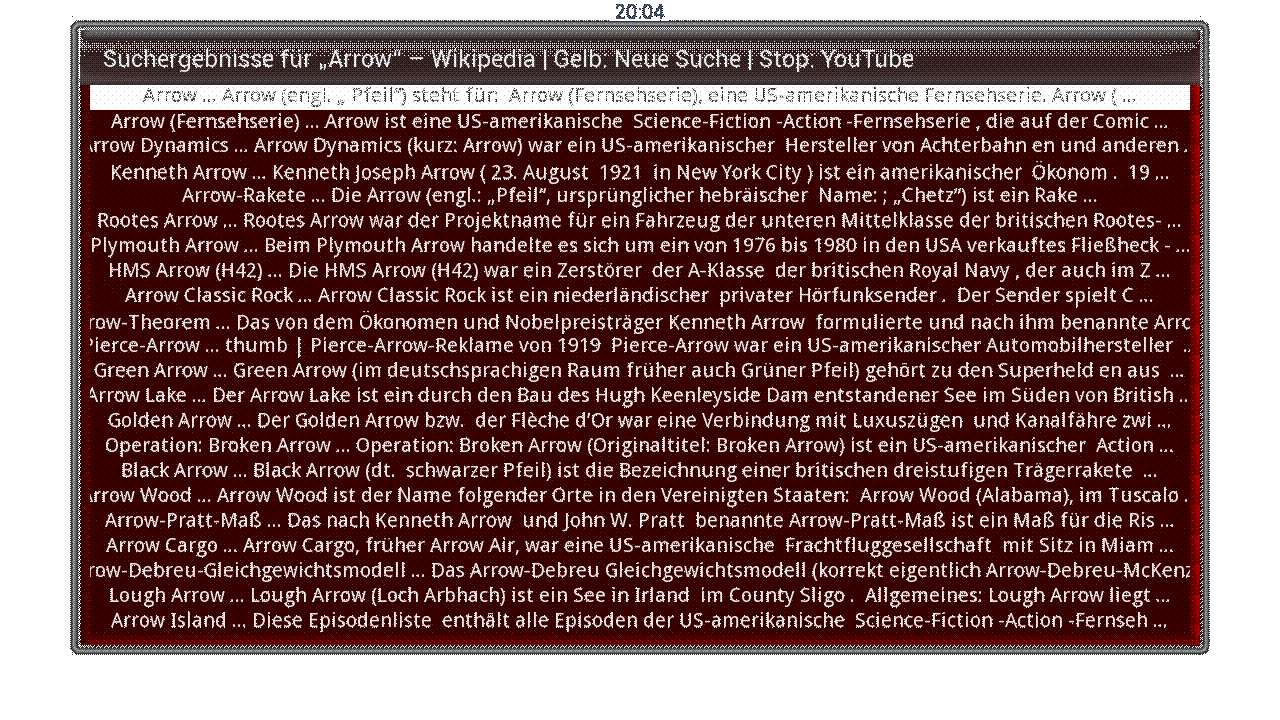 20:04
Suchergebnisse für „Arrow“ – Wikipedia | Gelb: Neue Suche | Stop: YouTube
Arrow ... Arrow (engl. „ Pfeil“) steht für:  Arrow (Fernsehserie), eine US-amerikanische Fernsehserie. Arrow ( ...
Arrow (Fernsehserie) ... Arrow ist eine US-amerikanische  Science-Fiction -Action -Fernsehserie , die auf der Comic ...
rrow Dynamics ... Arrow Dynamics (kurz: Arrow) war ein US-amerikanischer  Hersteller von Achterbahn en und anderen .
Kenneth Arrow ... Kenneth Joseph Arrow ( 23. August  1921  in New York City ) ist ein amerikanischer  Ökonom .  19 ...
Arrow-Rakete ... Die Arrow (engl.: „Pfeil“, ursprünglicher hebräischer  Name: ; „Chetz“) ist ein Rake ...
Rootes Arrow ... Rootes Arrow war der Projektname für ein Fahrzeug der unteren Mittelklasse der britischen Rootes- ...
Plymouth Arrow ... Beim Plymouth Arrow handelte es sich um ein von 1976 bis 1980 in den USA verkauftes Fließheck - ...
HMS Arrow (H42) ... Die HMS Arrow (H42) war ein Zerstörer  der A-Klasse  der britischen Royal Navy , der auch im Z ...
Arrow Classic Rock ... Arrow Classic Rock ist ein niederländischer  privater Hörfunksender .  Der Sender spielt C ...
row-Theorem ... Das von dem Ökonomen und Nobelpreisträger Kenneth Arrow  formulierte und nach ihm benannte Arro
Pierce-Arrow ... thumb | Pierce-Arrow-Reklame von 1919  Pierce-Arrow war ein US-amerikanischer Automobilhersteller  ..
Green Arrow ... Green Arrow (im deutschsprachigen Raum früher auch Grüner Pfeil) gehört zu den Superheld en aus  ...
Arrow Lake ... Der Arrow Lake ist ein durch den Bau des Hugh Keenleyside Dam entstandener See im Süden von British ..
Golden Arrow ... Der Golden Arrow bzw.  der Flèche d’Or war eine Verbindung mit Luxuszügen  und Kanalfähre zwi ...
Operation: Broken Arrow ... Operation: Broken Arrow (Originaltitel: Broken Arrow) ist ein US-amerikanischer  Action ...
Black Arrow ... Black Arrow (dt.  schwarzer Pfeil) ist die Bezeichnung einer britischen dreistufigen Trägerrakete  ...
rrow Wood ... Arrow Wood ist der Name folgender Orte in den Vereinigten Staaten:  Arrow Wood (Alabama), im Tuscalo .
Arrow-Pratt-Maß ... Das nach Kenneth Arrow  und John W. Pratt  benannte Arrow-Pratt-Maß ist ein Maß für die Ris ...
Arrow Cargo ... Arrow Cargo, früher Arrow Air, war eine US-amerikanische  Frachtfluggesellschaft  mit Sitz in Miam ...
row-Debreu-Gleichgewichtsmodell ... Das Arrow-Debreu Gleichgewichtsmodell (korrekt eigentlich Arrow-Debreu-McKenz
Lough Arrow ... Lough Arrow (Loch Arbhach) ist ein See in Irland  im County Sligo .  Allgemeines: Lough Arrow liegt ...
Arrow Island ... Diese Episodenliste  enthält alle Episoden der US-amerikanische  Science-Fiction -Action -Fernseh ...